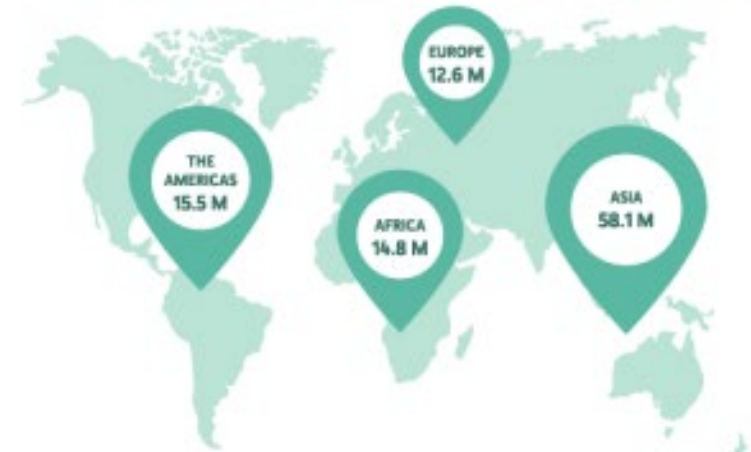 EUROPE
12.6 M
THE
AMERICAS
15.5 M
AFRICA
14.8 M
ASIA
58.1 M